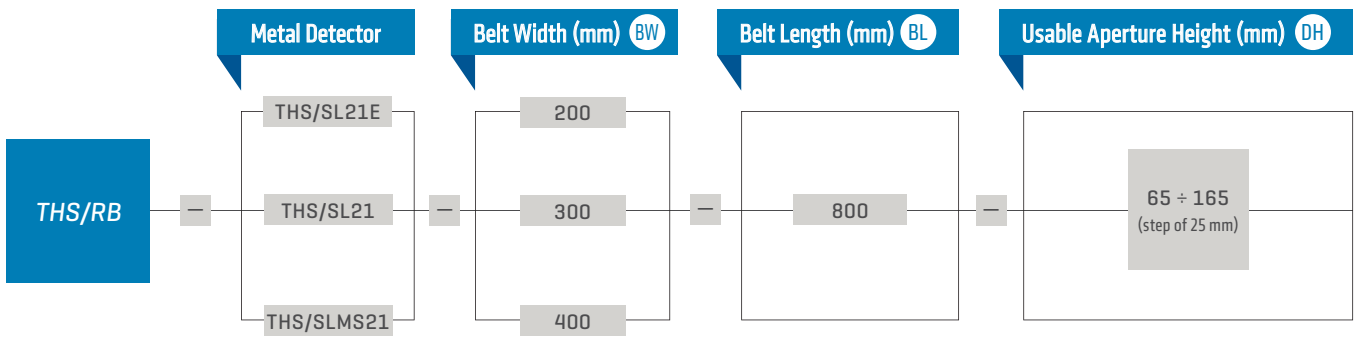 Metal Detector
Belt Width (mm) BW
Belt Length (mm) BL
Usable Aperture Height (mm) DH
THS/RB
—
THS/SL21E
THS/SL21
THS/SLMS21
—
200
300
400
—
800
—
65 ÷ 165
(step of 25 mm)